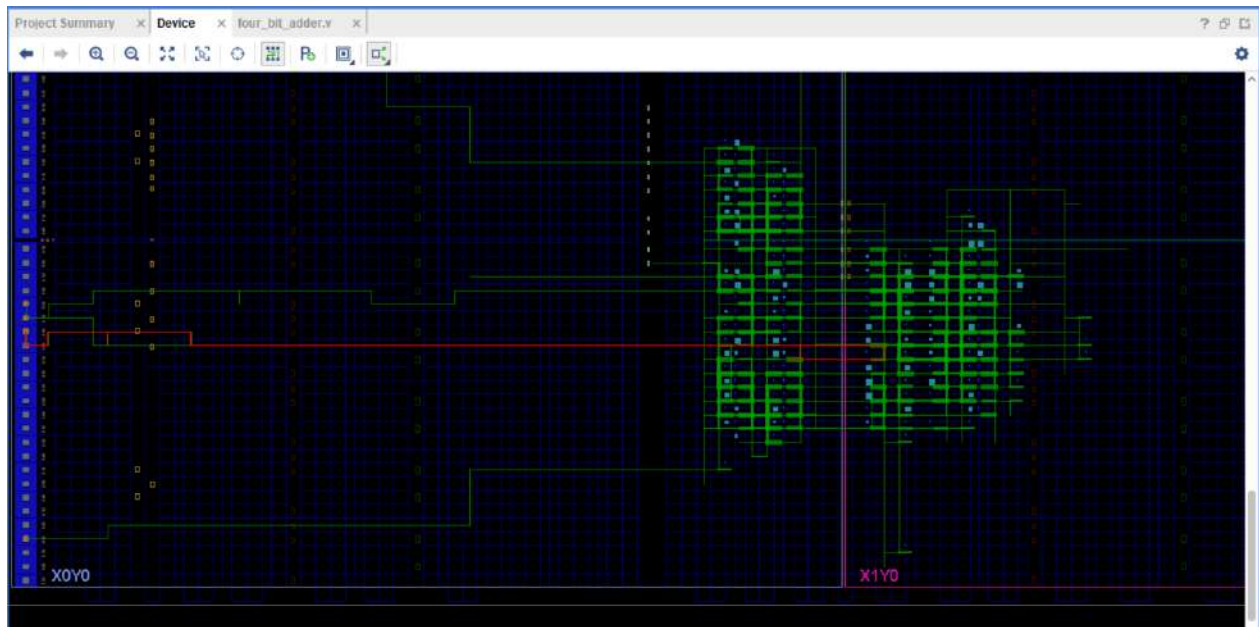 Project Summary × Device × four_bit_adder.v ×
?
X0Y0
X1Y0